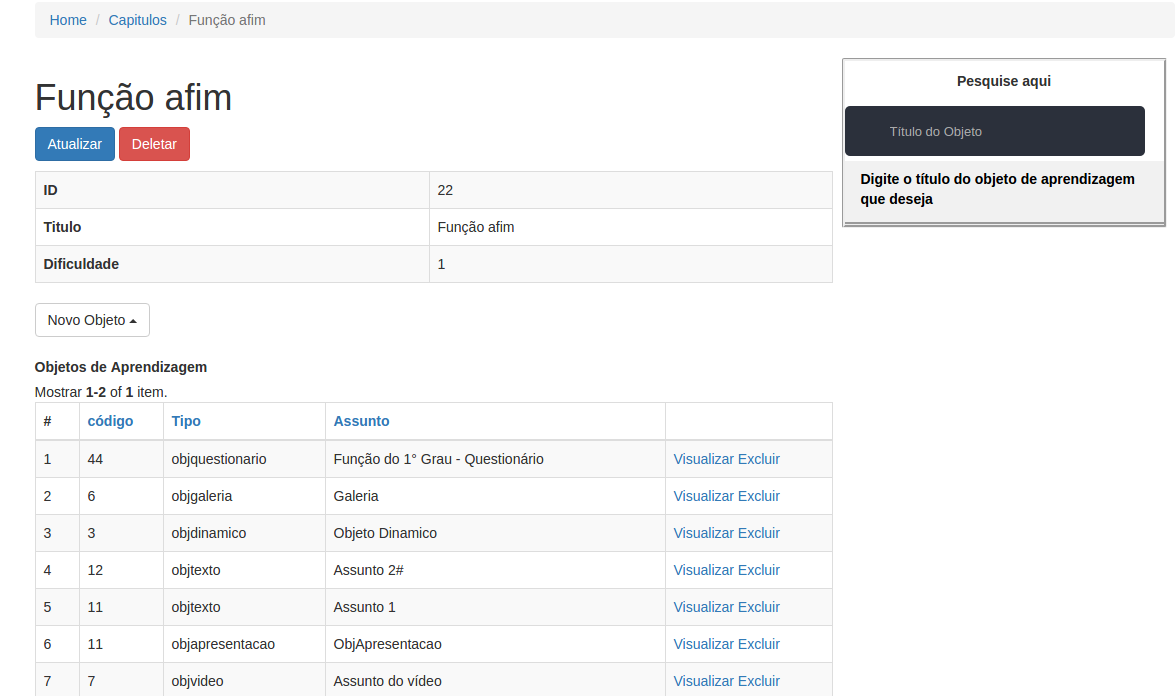 Home / Capitulos / Função afim
Função afim
Atualizar Deletar
ID 22
Titulo Função afim
Dificuldade 1
Novo Objeto
Objetos de Aprendizagem
Mostrar 1-2 of 1 item.
# código Tipo Assunto
1 44 objquestionario Função do 1° Grau - Questionário Visualizar Excluir
2 6 objgaleria Galeria Visualizar Excluir
3 3 objdinamico Objeto Dinamico Visualizar Excluir
4 12 objtexto Assunto 2# Visualizar Excluir
5 11 objtexto Assunto 1 Visualizar Excluir
6 11 objapresentacao ObjApresentacao Visualizar Excluir
7 7 objvideo Assunto do vídeo Visualizar Excluir
Pesquise aqui
Título do Objeto
Digite o título do objeto de aprendizagem
que deseja